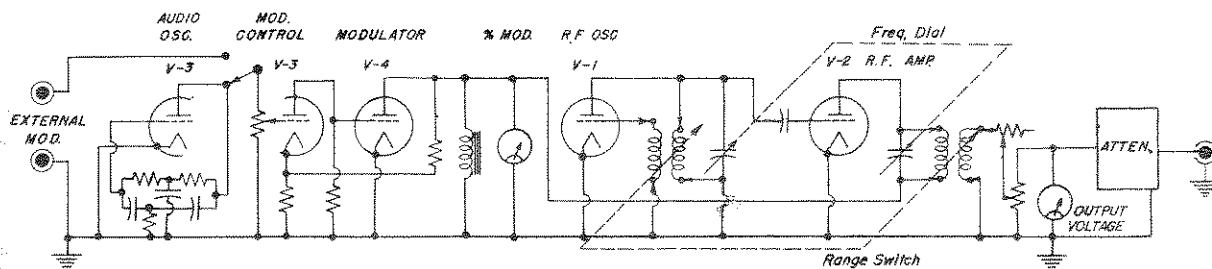 AUDIO
OSC.
V-3
MOD.
CONTROL
V-3
MODULATOR
V-4
% MOD.
R.F OSC
V-1
Freq. Dial
V-2 R.F. AMP.
EXTERNAL
MOD.
ATTEN.
OUTPUT
VOLTAGE
Range Switch